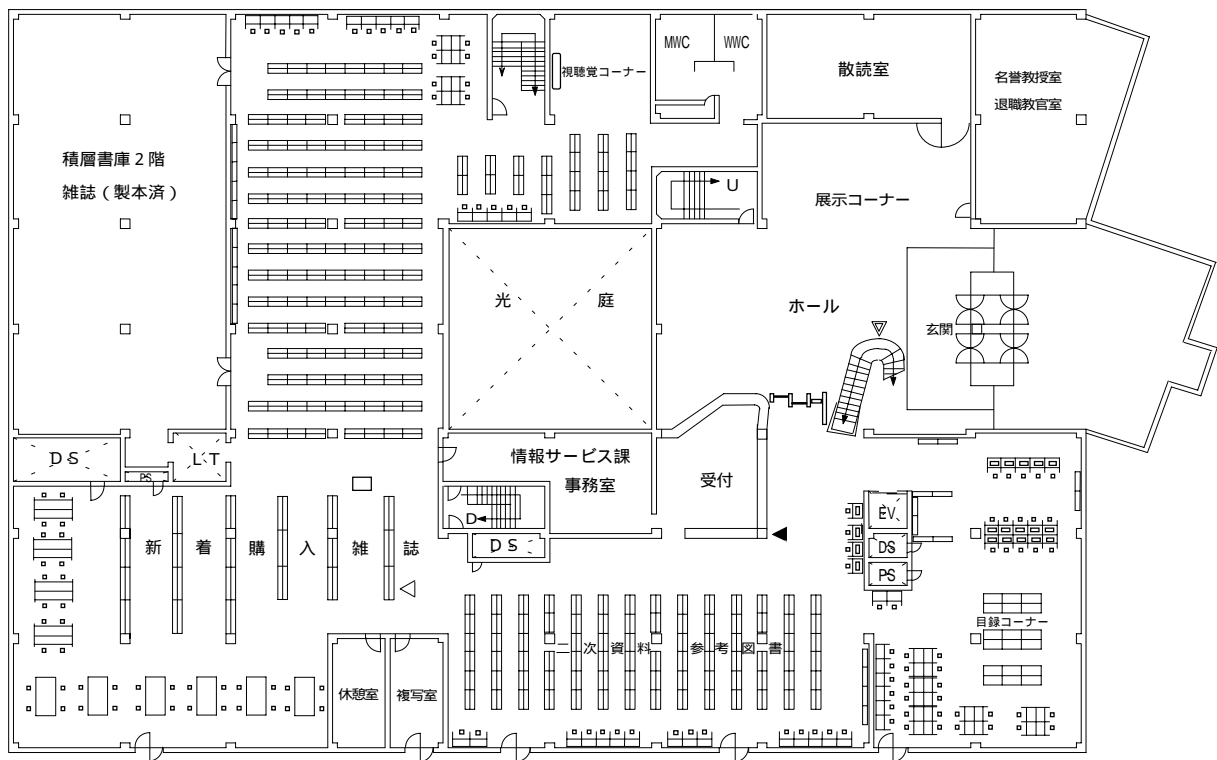 MWC
WWC
視聴覚コーナー
散読室
名誉教授室
退職教官室
積層書庫2階
雑誌(製本済)
U
展示コーナー
光庭
ホール
玄関
DS
LT
PS
情報サービス課
事務室
受付
D
DS
EV
DS
PS
新着購入雑誌
目録コーナー
二次資料 参考図書
休憩室
複写室